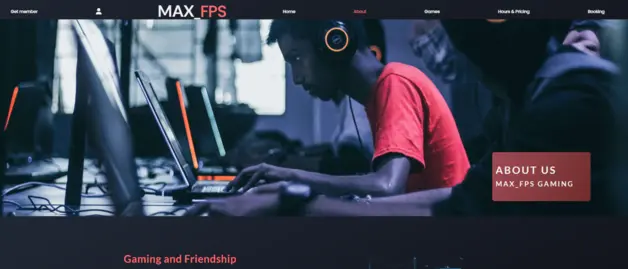 Get member
MAX_FPS
Home
About
Games
Hours & Pricing
Booking
ABOUT US
MAX_FPS GAMING
Gaming and Friendship